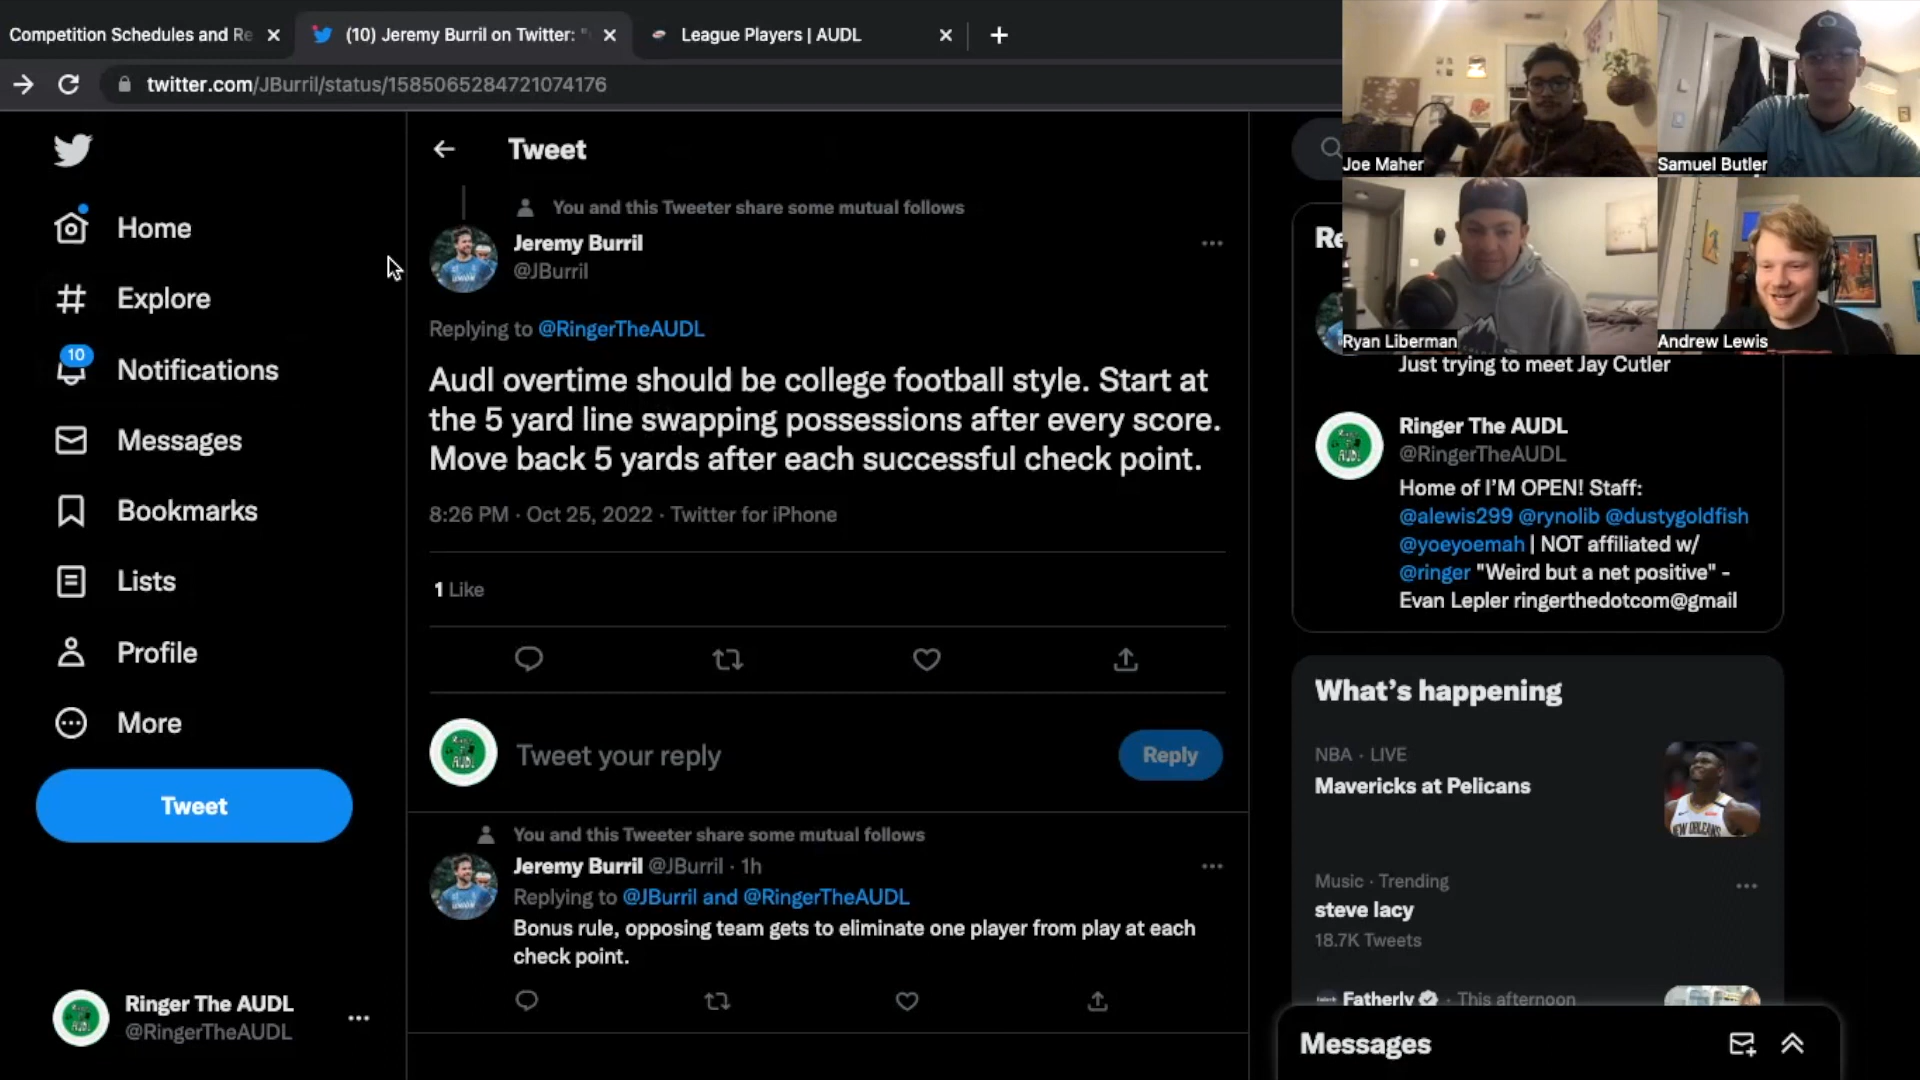 Competition Schedules and Re
(10) Jeremy Burril on Twitter: "
League Players | AUDL
twitter.com/JBurril/status/1585065284721074176
Home
Explore
10
Notifications
Messages
Bookmarks
Lists
Profile
More
Tweet
Ringer The AUDL
@RingerTheAUDL
Tweet
You and this Tweeter share some mutual follows
Jeremy Burril
@JBurril
Replying to @RingerTheAUDL
Audl overtime should be college football style. Start at
the 5 yard line swapping possessions after every score.
Move back 5 yards after each successful check point.
8:26 PM · Oct 25, 2022 · Twitter for iPhone
1 Like
Tweet your reply
Reply
You and this Tweeter share some mutual follows
Jeremy Burril @JBurril · 1h
Replying to @JBurril and @RingerTheAUDL
Bonus rule, opposing team gets to eliminate one player from play at each
check point.
Joe Maher
Samuel Butler
Ryan Liberman
Andrew Lewis
Re
Just trying to meet Jay Cutler
Ringer The AUDL
@RingerTheAUDL
Home of I'M OPEN! Staff:
@alewis299 @rynolib @dustygoldfish
@yoeyoemah | NOT affiliated w/
@ringer "Weird but a net positive" -
Evan Lepler ringerthedotcom@gmail
What's happening
NBA · LIVE
Mavericks at Pelicans
Music · Trending
steve lacy
18.7K Tweets
Fatherly · This afternoon
Messages